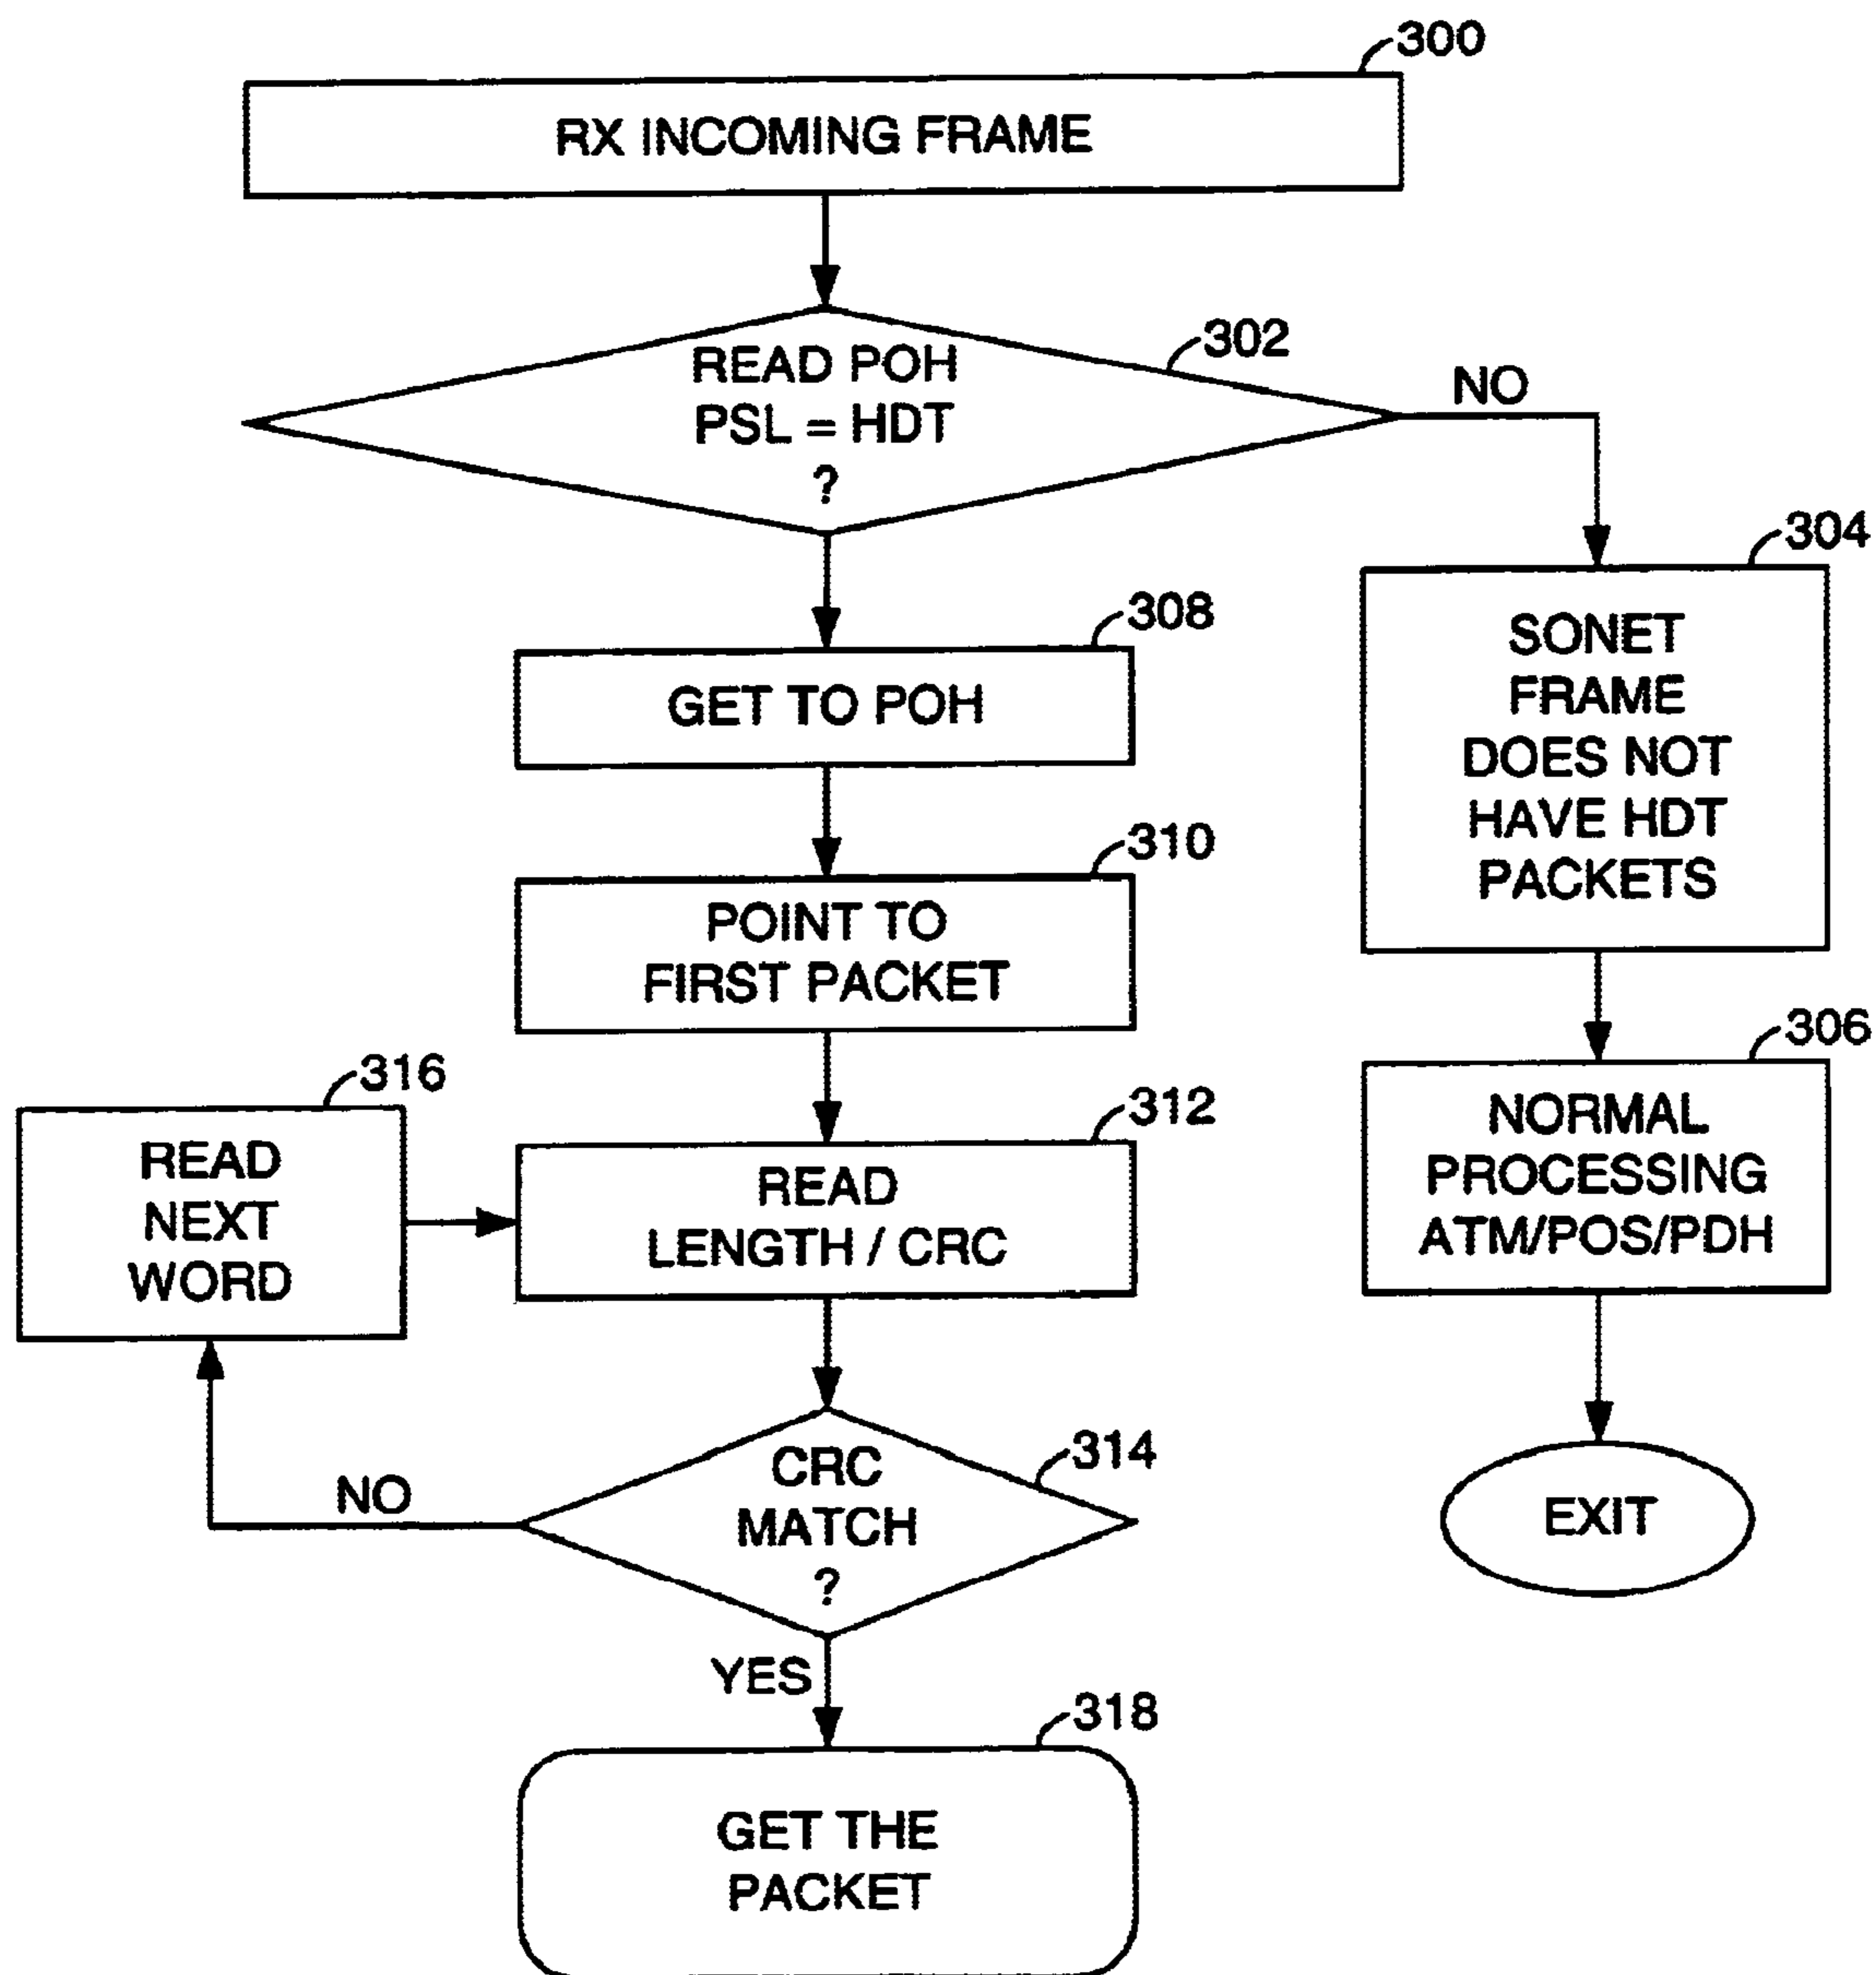 300
RX INCOMING FRAME
302
READ POH
PSL = HDT
?
NO
304
SONET
FRAME
DOES NOT
HAVE HDT
PACKETS
308
GET TO POH
310
POINT TO
FIRST PACKET
306
NORMAL
PROCESSING
ATM/POS/PDH
316
READ
NEXT
WORD
312
READ
LENGTH / CRC
314
CRC
MATCH
?
NO
EXIT
YES
318
GET THE
PACKET